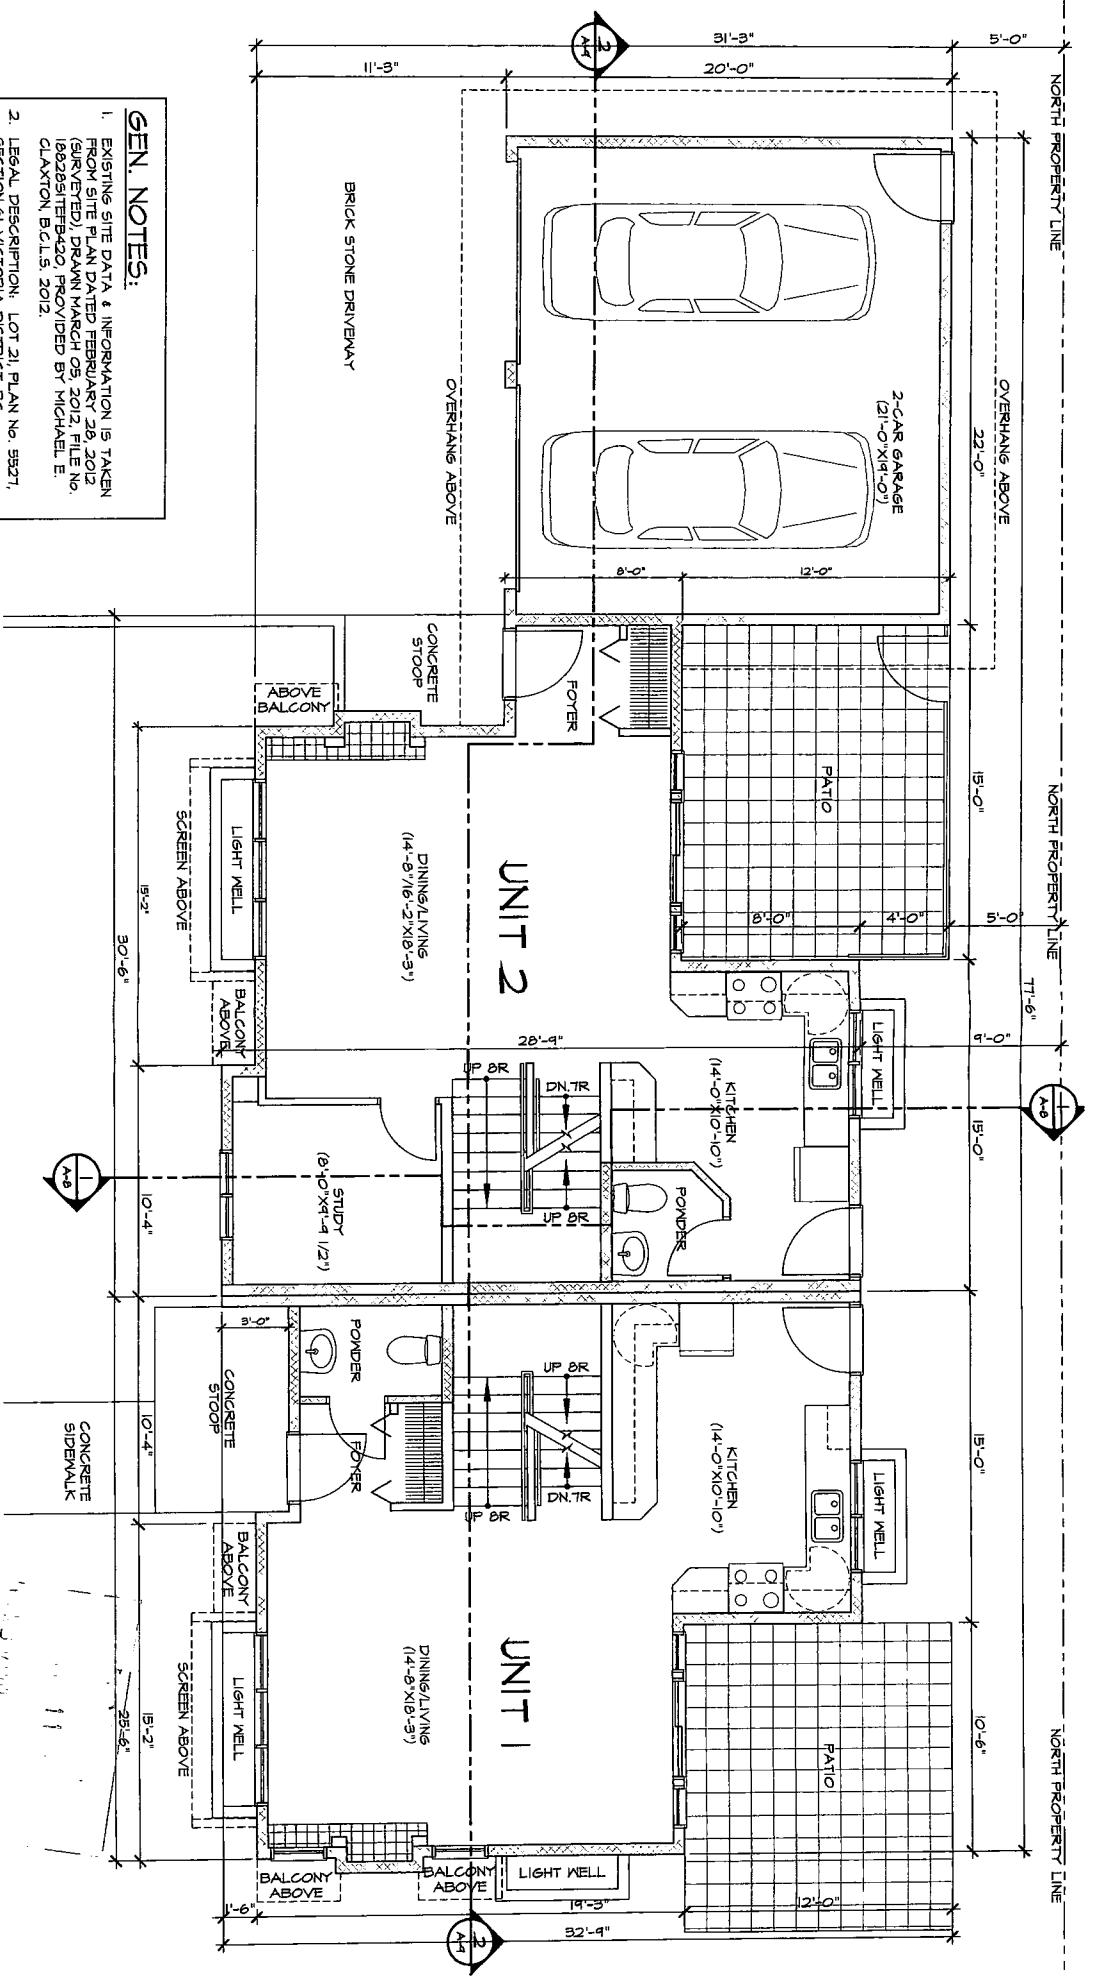 NORTH PROPERTY LINE
NORTH PROPERTY LINE
NORTH PROPERTY LINE
77'-6"
22'-0"
15'-0"
15'-0"
15'-0"
10'-6"
5'-0"
31'-3"
20'-0"
11'-3"
2
A-9
OVERHANG ABOVE
2-CAR GARAGE
(21'-0"X19'-0")
12'-0"
8'-0"
OVERHANG ABOVE
BRICK STONE DRIVEWAY
PATIO
8'-0"
4'-0"
5'-0"
9'-0"
1
A-8
LIGHT WELL
28'-9"
KITCHEN
(14'-0"X10'-10")
POWDER
FOYER
CONCRETE
STOOP
ABOVE
BALCONY
UNIT 2
DINING/LIVING
(14'-8"/16'-2"X18'-3")
UP 8R
DN.7R
UP 8R
STUDY
(8'-0"X9'-9 1/2")
LIGHT WELL
SCREEN ABOVE
BALCONY
ABOVE
15'-2"
30'-6"
10'-4"
1
A-8
LIGHT WELL
KITCHEN
(14'-0"X10'-10")
UP 8R
DN.7R
UP 8R
POWDER
FOYER
3'-0"
CONCRETE
STOOP
CONCRETE
SIDEWALK
10'-4"
UNIT 1
DINING/LIVING
(14'-8"X18'-3")
PATIO
BALCONY
ABOVE
LIGHT WELL
SCREEN ABOVE
15'-2"
25'-6"
BALCONY
ABOVE
BALCONY
ABOVE
LIGHT WELL
1'-6"
19'-3"
12'-0"
32'-9"
2
A-9
GEN. NOTES:
1. EXISTING SITE DATA & INFORMATION IS TAKEN
FROM SITE PLAN DATED FEBRUARY 28, 2012
(SURVEYED), DRAWN MARCH 05, 2012, FILE No.
18828SITEFB420, PROVIDED BY MICHAEL E.
CLAXTON, B.C.L.S. 2012.
2. LEGAL DESCRIPTION: LOT 21, PLAN No. 5527,